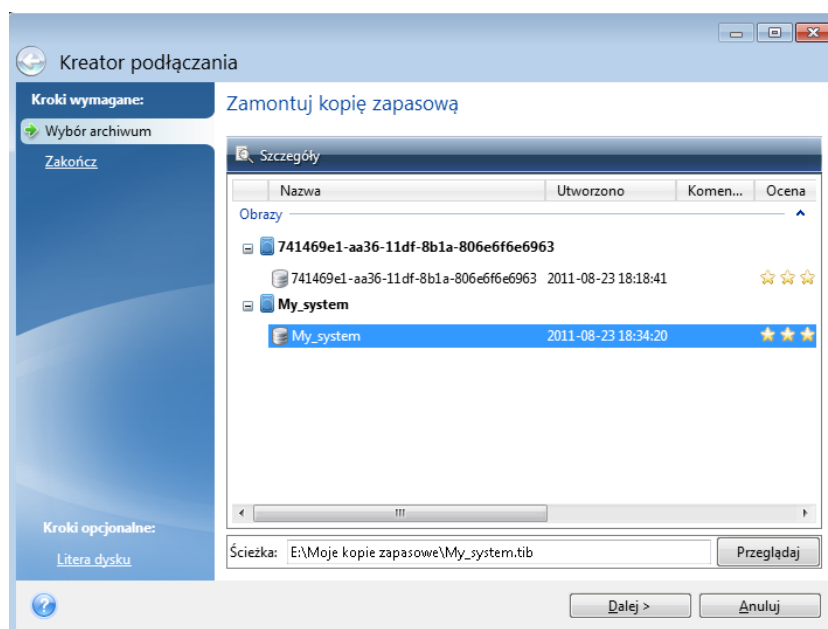 Kreator podłączania
Kroki wymagane:
Wybór archiwum
Zakończ
Zamontuj kopię zapasową
Szczegóły
Nazwa Utworzono Komen... Ocena
Obrazy
741469e1-aa36-11df-8b1a-806e6f6e6963
741469e1-aa36-11df-8b1a-806e6f6e6963 2011-08-23 18:18:41
My_system
My_system 2011-08-23 18:34:20
Kroki opcjonalne:
Litera dysku
Ścieżka: E:\Moje kopie zapasowe\My_system.tib Przeglądaj
Dalej > Anuluj